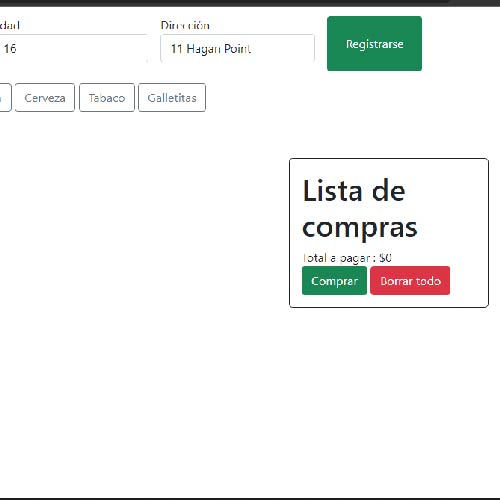 dad
Dirección
16
11 Hagan Point
Registrarse
Cerveza
Tabaco
Galletitas
Lista de
compras
Total a pagar : $0
Comprar
Borrar todo